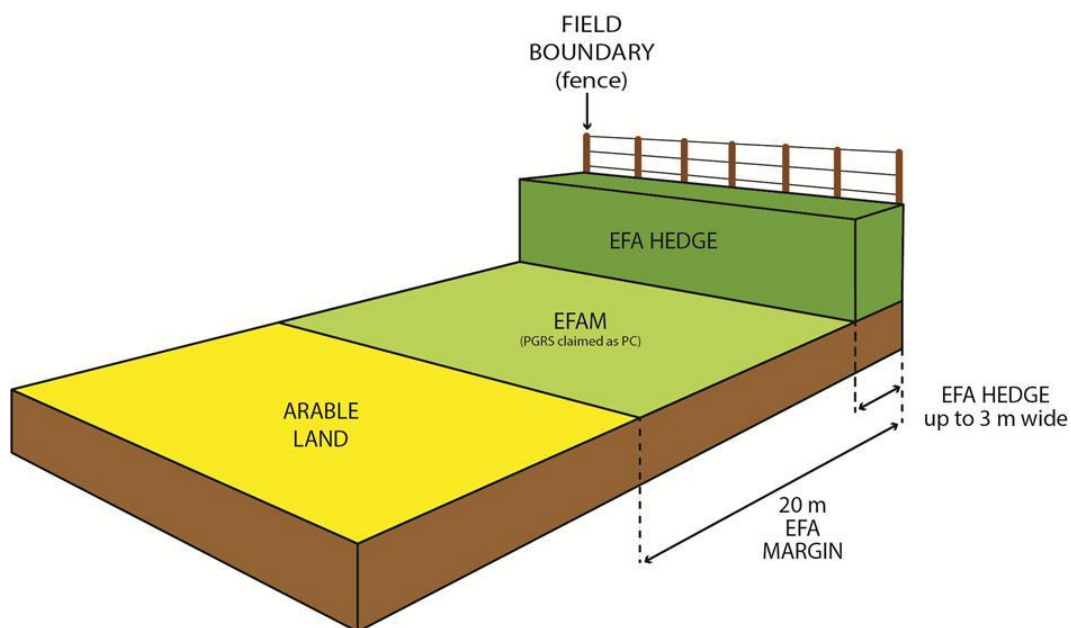 FIELD
BOUNDARY
(fence)
EFA HEDGE
EFAM
(PGRS claimed as PC)
ARABLE
LAND
EFA HEDGE
up to 3 m wide
20 m
EFA
MARGIN